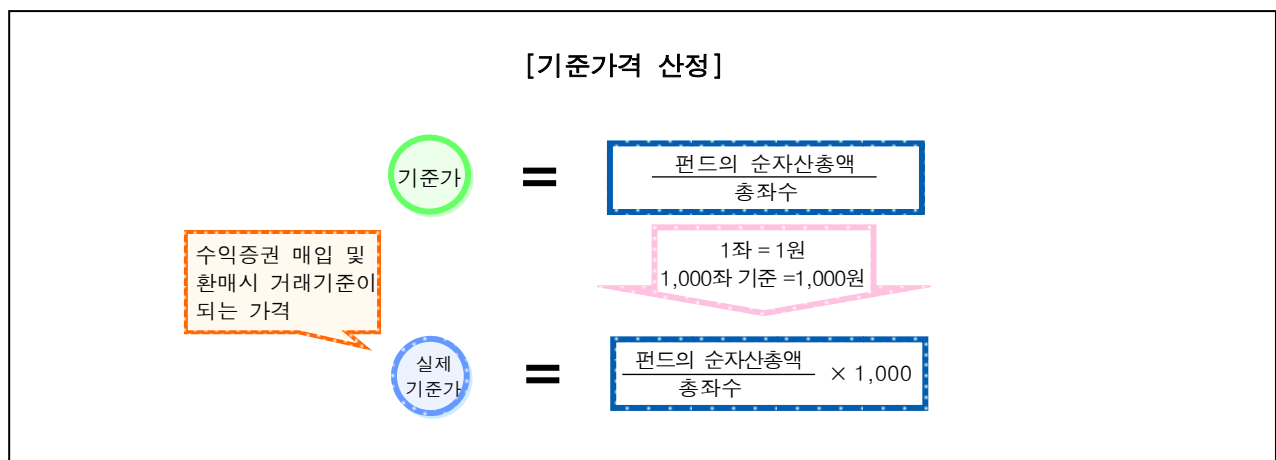 [기준가격 산정]
기준가
=
펀드의 순자산총액
총좌수
수익증권 매입 및
환매시 거래기준이
되는 가격
1좌 = 1원
1,000좌 기준 =1,000원
실제
기준가
=
펀드의 순자산총액
총좌수
× 1,000